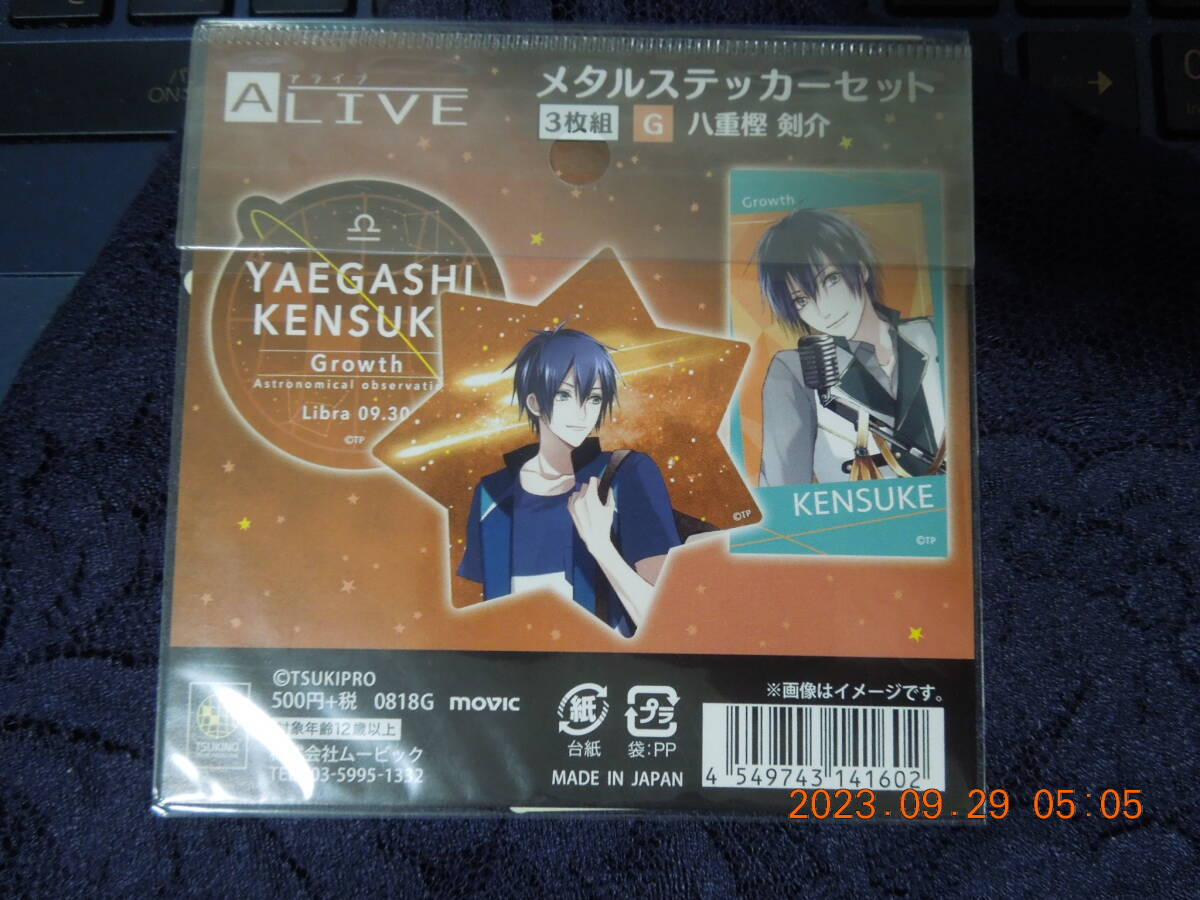 アライブ
ALIVE
メタルステッカーセット
3枚組 G 八重樫 剣介
YAEGASHI
KENSUK
Growth
Astronomical observati
Libra 09.30
©TP
©TP
Growth
KENSUKE
©TP
©TSUKIPRO
500円+税 0818G movic
対象年齢12歳以上
株式会社ムービック
TEL 03-5995-1332
TSUKINO
紙
台紙
プラ
袋:PP
MADE IN JAPAN
※画像はイメージです。
4 549743 141602
2023.09.29 05:05